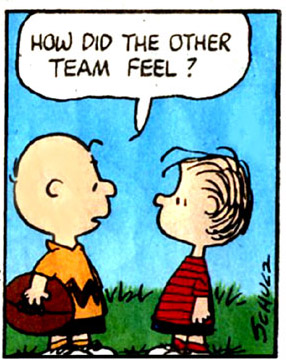 HOW DID THE OTHER
TEAM FEEL?
SCHULZ